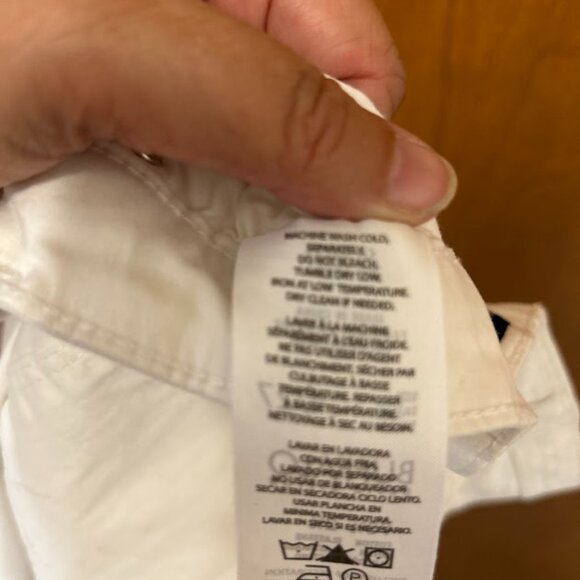 MACHINE WASH COLD.
SEPARATELY.
DO NOT BLEACH.
TUMBLE DRY LOW.
IRON AT LOW TEMPERATURE.
DRY CLEAN IF NEEDED.
LAVER À LA MACHINE
SÉPARÉMENT À L'EAU FROIDE.
NE PAS UTILISER D'AGENT
DE BLANCHIMENT. SÉCHER PAR
CULBUTAGE À BASSE
TEMPÉRATURE. REPASSER
À BASSE TEMPÉRATURE.
NETTOYAGE À SEC AU BESOIN.
LAVAR EN LAVADORA
CON AGUA FRIA.
LAVADO POR SEPARADO
NO USAR DE BLANQUEADOR
SECAR EN SECADORA CICLO LENTO.
USAR PLANCHA EN
MINIMA TEMPERATURA.
LAVAR EN SECO SI ES NECESARIO.
P